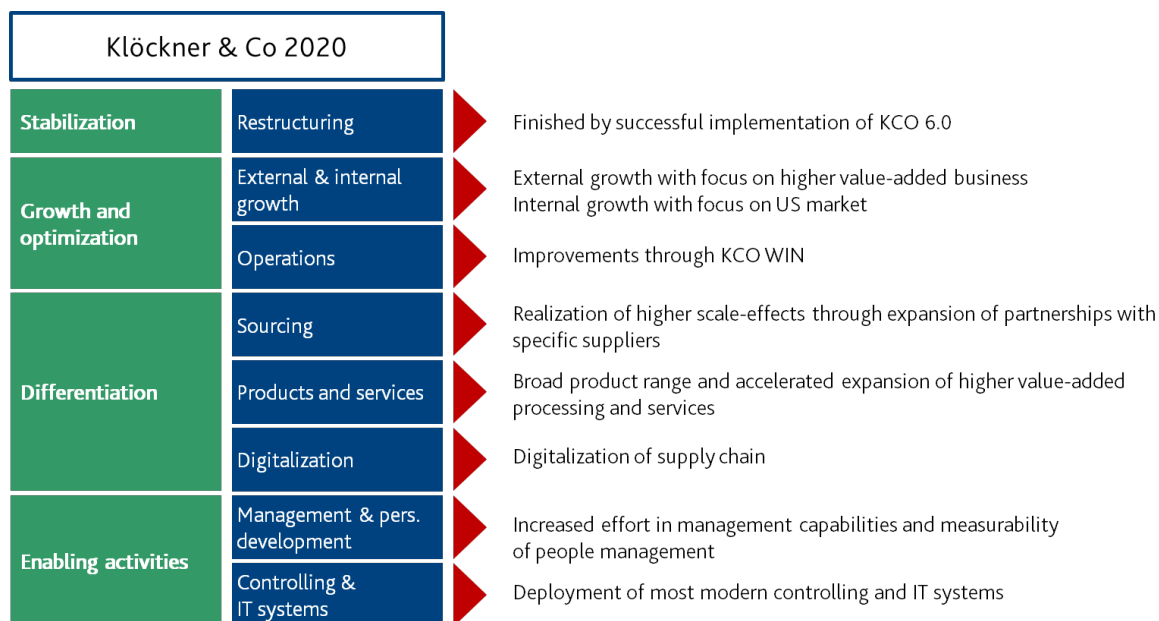 Klöckner & Co 2020
Stabilization
Restructuring
Finished by successful implementation of KCO 6.0
Growth and
optimization
External & internal
growth
External growth with focus on higher value-added business
Internal growth with focus on US market
Operations
Improvements through KCO WIN
Differentiation
Sourcing
Realization of higher scale-effects through expansion of partnerships with
specific suppliers
Products and services
Broad product range and accelerated expansion of higher value-added
processing and services
Digitalization
Digitalization of supply chain
Enabling activities
Management & pers.
development
Increased effort in management capabilities and measurability
of people management
Controlling &
IT systems
Deployment of most modern controlling and IT systems